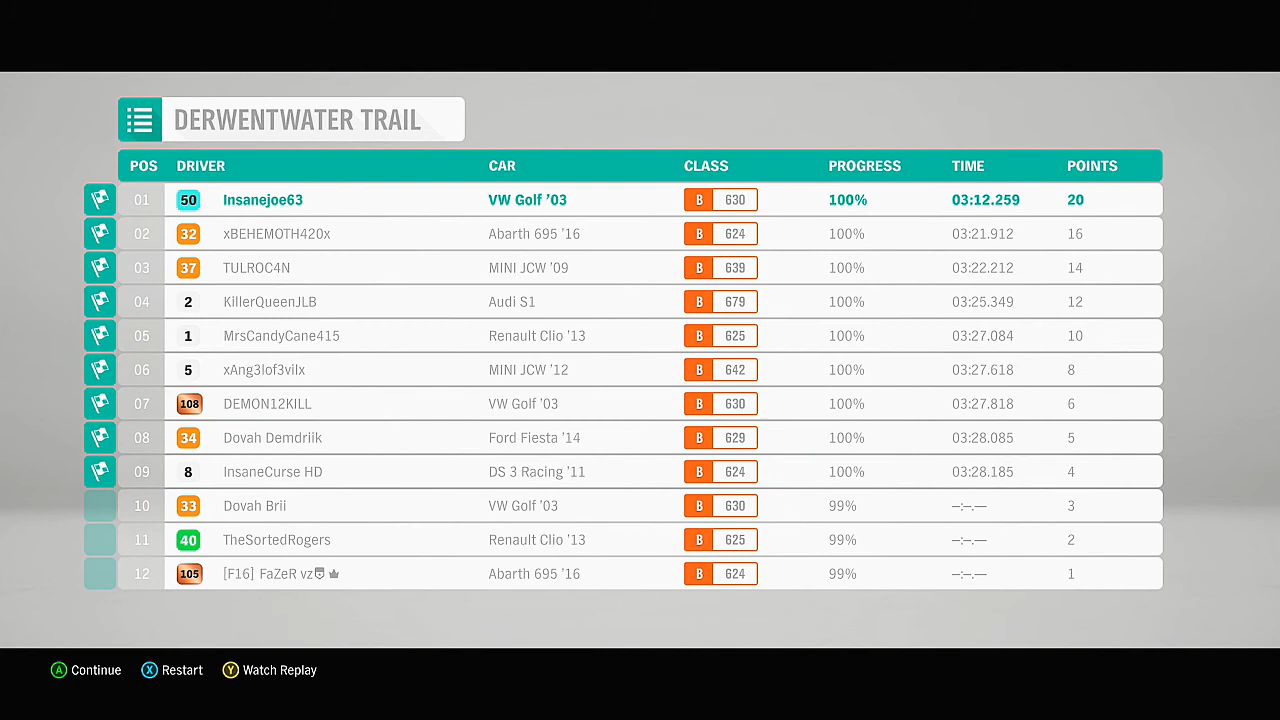 DERWENTWATER TRAIL
POS DRIVER CAR CLASS PROGRESS TIME POINTS
01 50 Insanejoe63 VW Golf '03 B 630 100% 03:12.259 20
02 32 xBEHEMOTH420x Abarth 695 '16 B 624 100% 03:21.912 16
03 37 TULROC4N MINI JCW '09 B 639 100% 03:22.212 14
04 2 KillerQueenJLB Audi S1 B 679 100% 03:25.349 12
05 1 MrsCandyCane415 Renault Clio '13 B 625 100% 03:27.084 10
06 5 xAng3lof3vilx MINI JCW '12 B 642 100% 03:27.618 8
07 108 DEMON12KILL VW Golf '03 B 630 100% 03:27.818 6
08 34 Dovah Demdriik Ford Fiesta '14 B 629 100% 03:28.085 5
09 8 InsaneCurse HD DS 3 Racing '11 B 624 100% 03:28.185 4
10 33 Dovah Brii VW Golf '03 B 630 99% –:–.— 3
11 40 TheSortedRogers Renault Clio '13 B 625 99% –:–.— 2
12 105 [F16] FaZeR vz Abarth 695 '16 B 624 99% –:–.— 1
A Continue X Restart Y Watch Replay